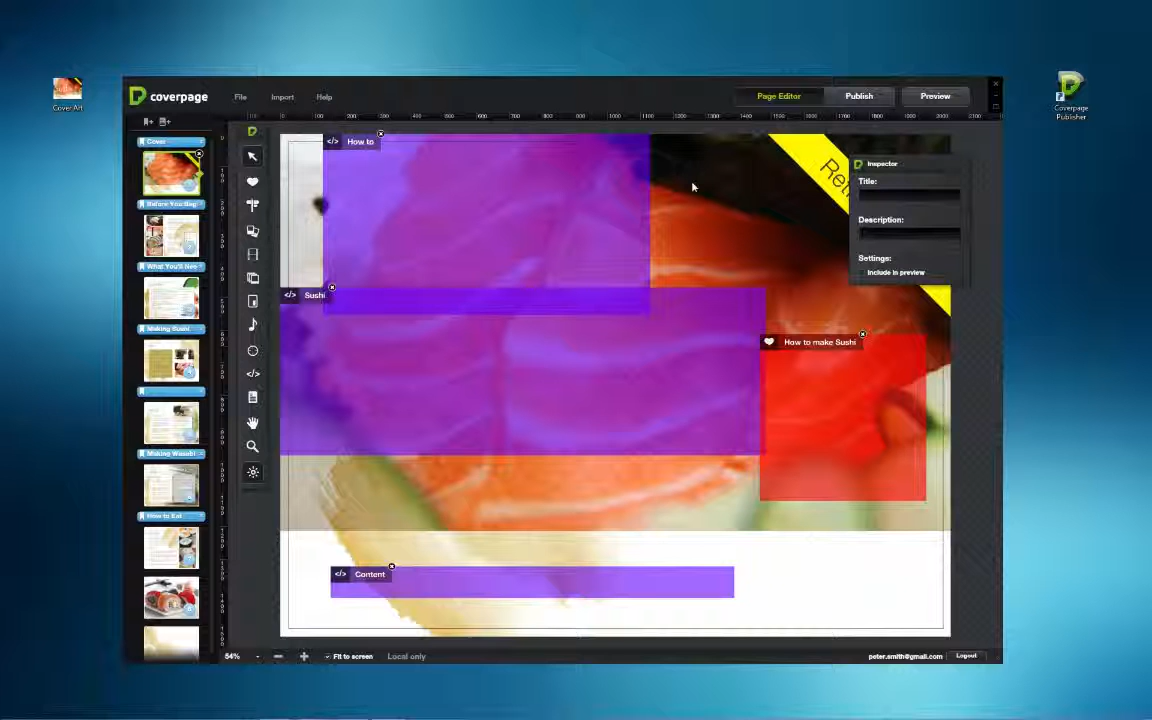 Cover Art
Coverpage
Publisher
coverpage
File
Import
Help
Page Editor
Publish
Preview
Cover
Before You Beg
What You'll Nee
Making Sushi
Making Wasabi
How to Eat
</> How to
</> Sushi
How to make Sushi
</> Content
</>
Inspector
Title:
Description:
Settings:
Include in preview
54%
Fit to screen
Local only
peter.smith@gmail.com
Logout